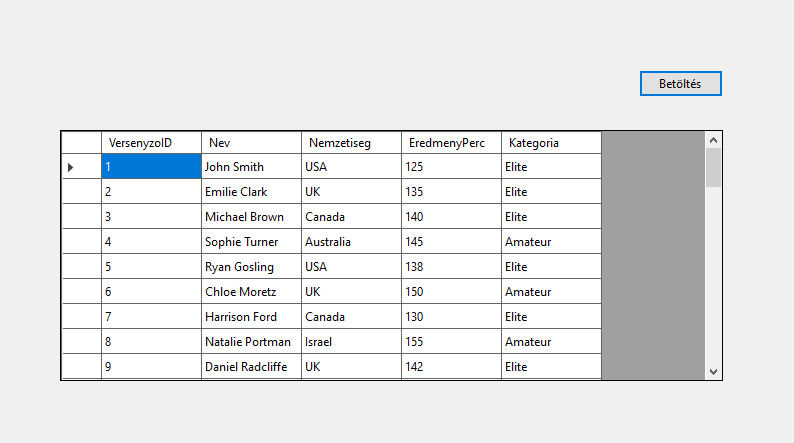 Betöltés
VersenyzoID Nev Nemzetiseg EredmenyPerc Kategoria
1 John Smith USA 125 Elite
2 Emilie Clark UK 135 Elite
3 Michael Brown Canada 140 Elite
4 Sophie Turner Australia 145 Amateur
5 Ryan Gosling USA 138 Elite
6 Chloe Moretz UK 150 Amateur
7 Harrison Ford Canada 130 Elite
8 Natalie Portman Israel 155 Amateur
9 Daniel Radcliffe UK 142 Elite